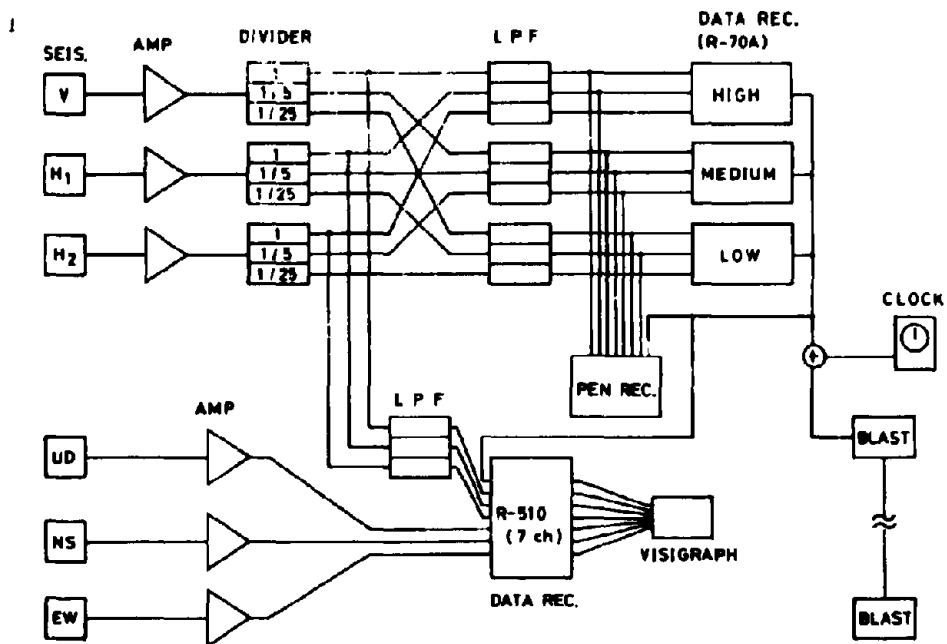 1
SEIS.
AMP
DIVIDER
L P F
DATA REC.
(R-70A)
V
1
1/5
1/25
HIGH
H1
1
1/5
1/25
MEDIUM
H2
1
1/5
1/25
LOW
CLOCK
PEN REC.
+
AMP
L P F
BLAST
UD
NS
R-510
(7 ch)
VISIGRAPH
DATA REC.
EW
BLAST